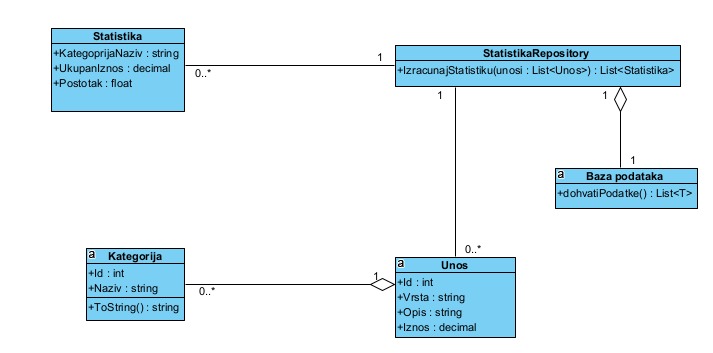 Statistika
+KategoprijaNaziv : string
+UkupanIznos : decimal
+Postotak : float
0..*
1
StatistikaRepository
+IzracunajStatistiku(unosi : List<Unos>) : List<Statistika>
1
1
1
a
Baza podataka
+dohvatiPodatke() : List<T>
0..*
a
Kategorija
+Id : int
+Naziv : string
+ToString() : string
0..*
1
a
Unos
+Id : int
+Vrsta : string
+Opis : string
+Iznos : decimal